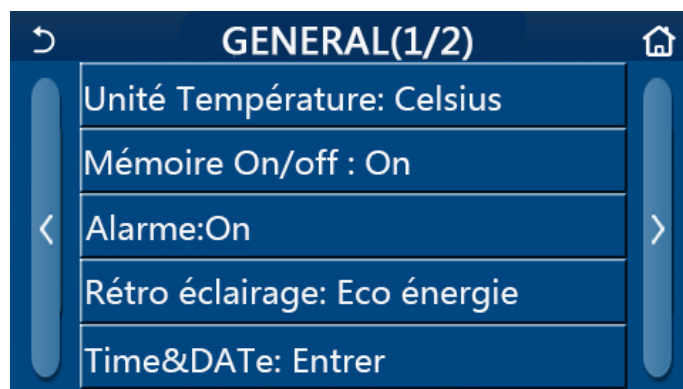 GENERAL(1/2)
Unité Température: Celsius
Mémoire On/off : On
Alarme:On
Rétro éclairage: Eco énergie
Time&DATe: Entrer